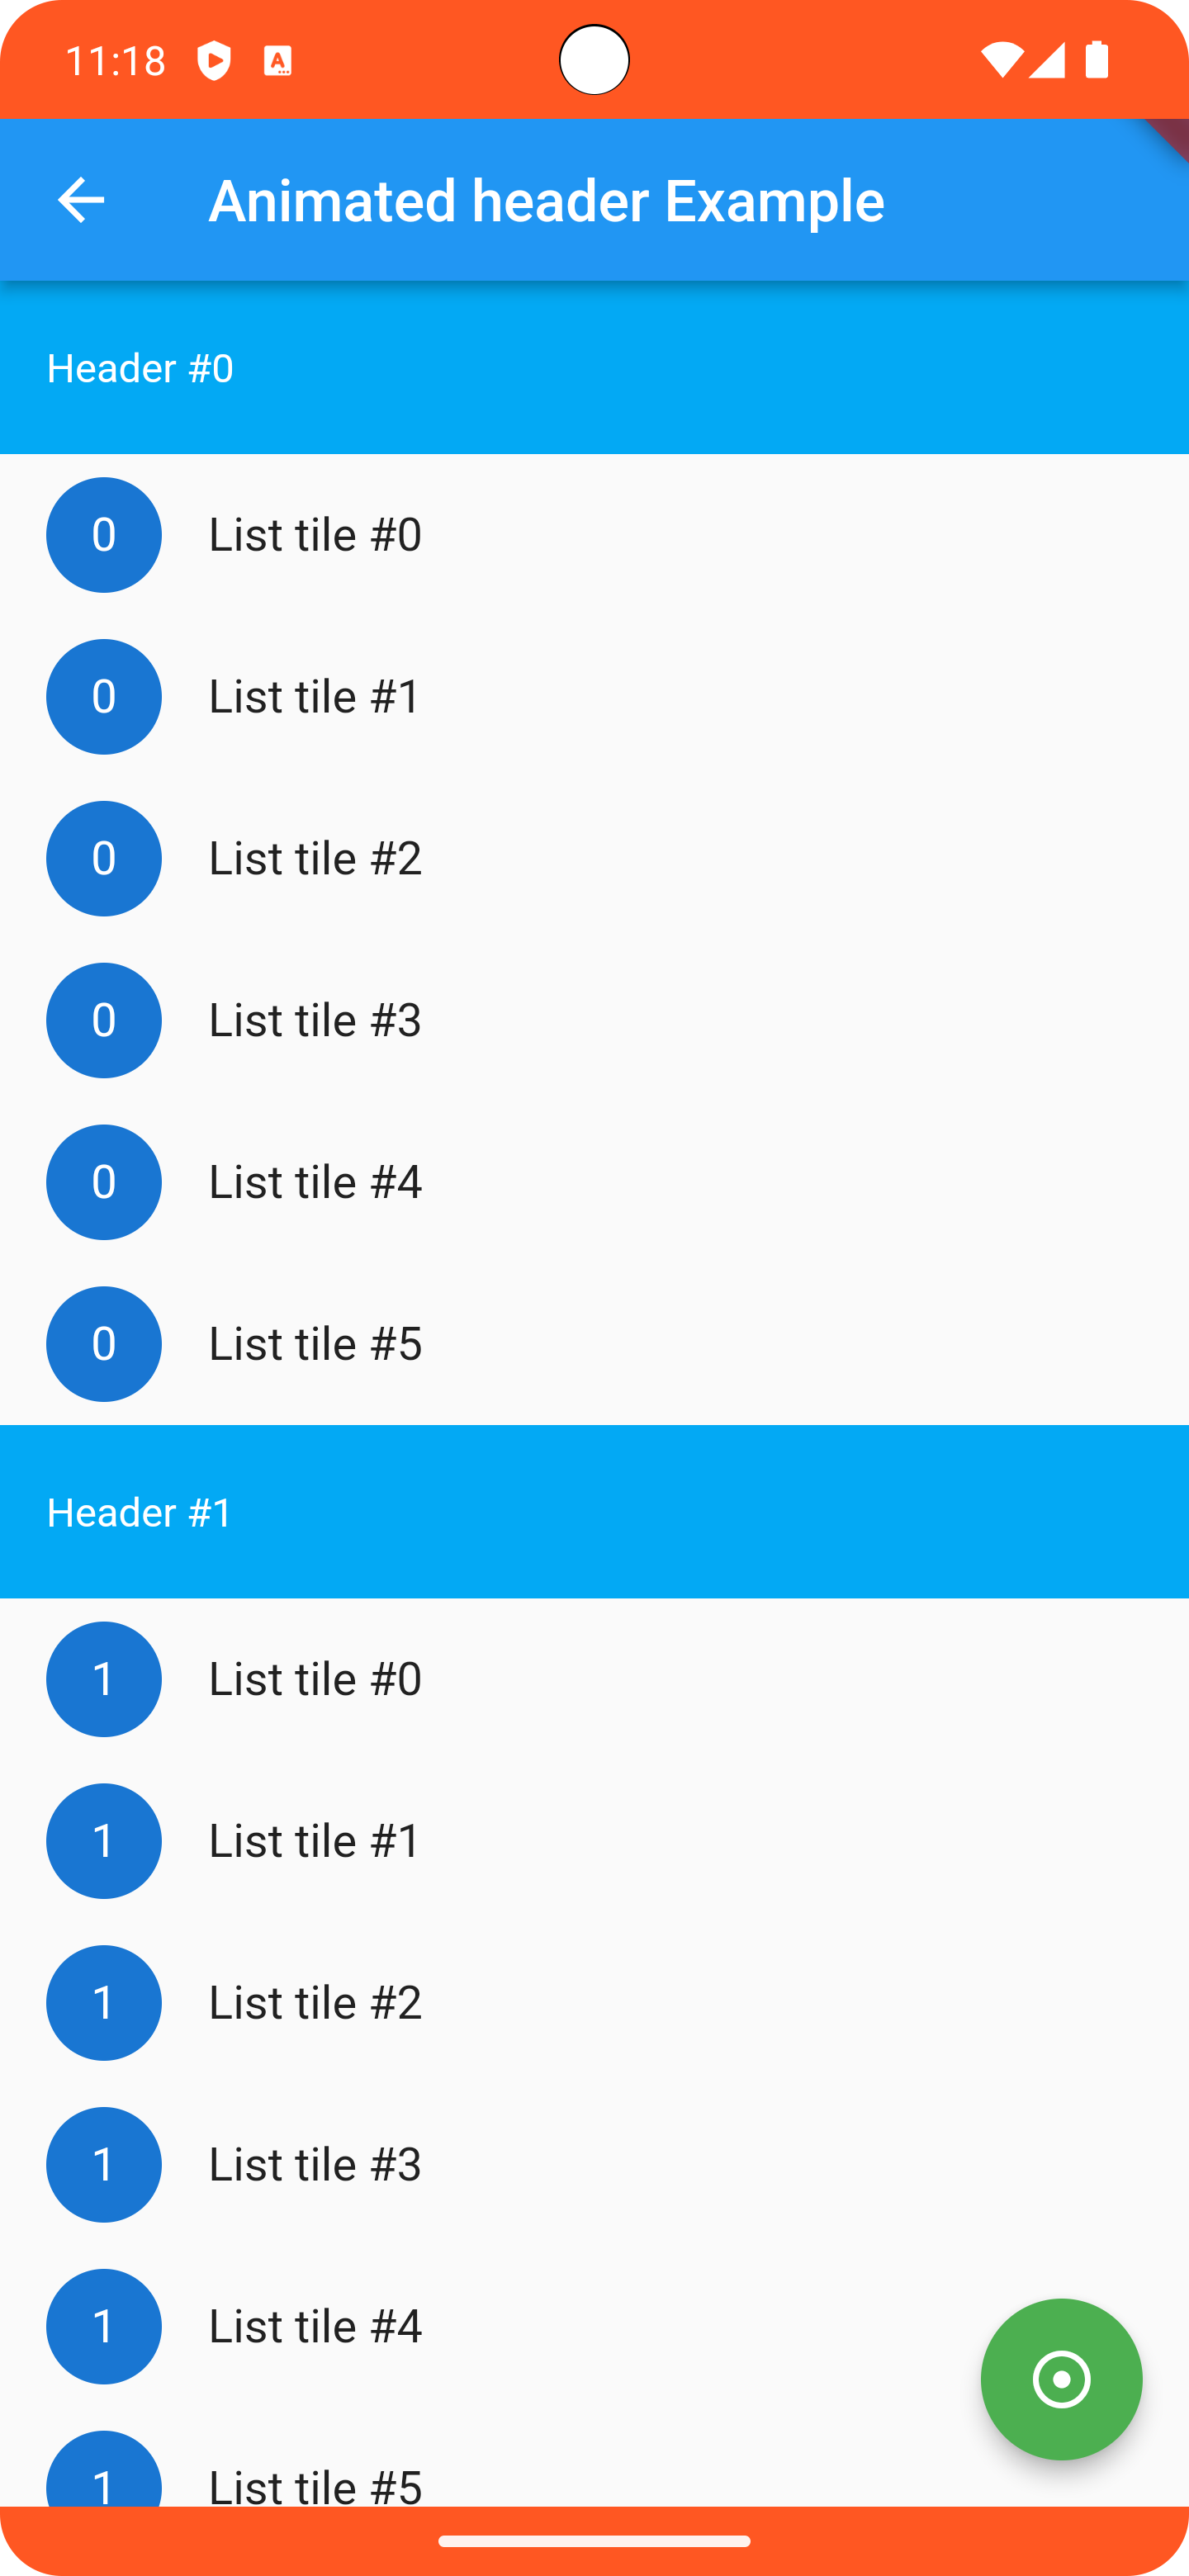 11:18
Animated header Example
Header #0
0 List tile #0
0 List tile #1
0 List tile #2
0 List tile #3
0 List tile #4
0 List tile #5
Header #1
1 List tile #0
1 List tile #1
1 List tile #2
1 List tile #3
1 List tile #4
1 List tile #5